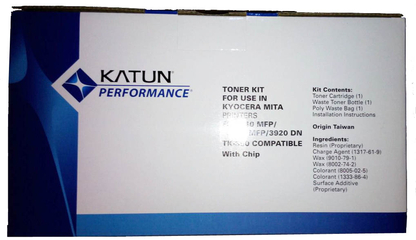 KATUN®
PERFORMANCE®
TONER KIT
FOR USE IN
KYOCERA MITA
PRINTERS
MFP/
MFP/3920 DN
COMPATIBLE
With Chip
Kit Contents:
Toner Cartridge (1)
Waste Toner Bottle (1)
Poly Waste Bag (1)
Installation Instructions
Origin Taiwan
Ingredients:
Resin (Proprietary)
Charge Agent (1317-61-9)
Wax (9010-79-1)
Wax (8002-74-2)
Colorant (8005-02-5)
Colorant (1333-86-4)
Surface Additive
(Proprietary)